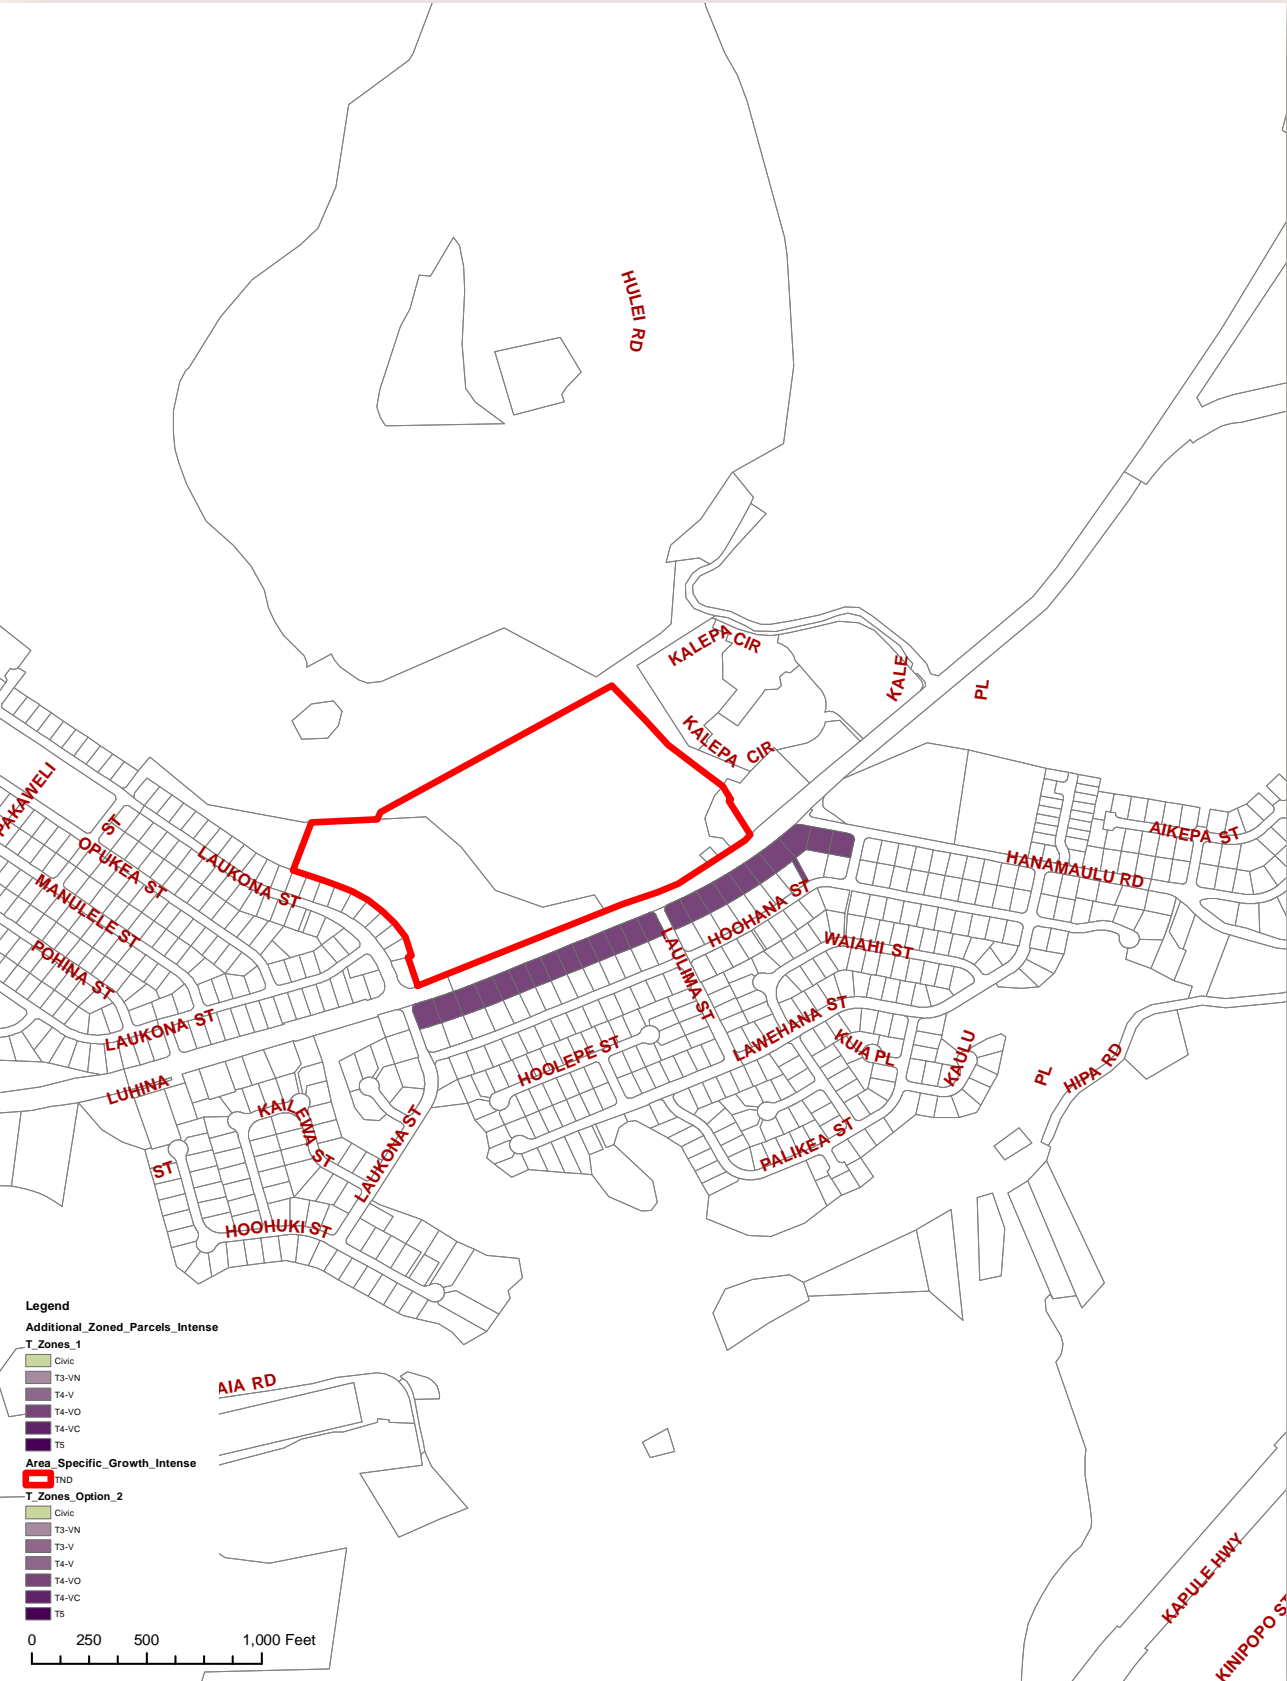 HULEI RD
KALEPA CIR
KALE
PL
KALEPA CIR
PAKAWELI
ST
OPUKEA ST
LAUKONA ST
MANULELE ST
POHINA ST
LAUKONA ST
LUHINA
ST
KAILEWA ST
LAUKONA ST
HOOHUKI ST
HOOLEPE ST
LAULIMA ST
HOOHANA ST
WAIAHI ST
LAWEHANA ST
KUIA PL
KAULU
PL
PALIKEA ST
HIPA RD
HANAMAULU RD
AIKEPA ST
AIA RD
KAPULE HWY
KINIPOPO ST
Legend
Additional_Zoned_Parcels_Intense
T_Zones_1
Civic
T3-VN
T4-V
T4-VO
T4-VC
T5
Area_Specific_Growth_Intense
TND
T_Zones_Option_2
Civic
T3-VN
T3-V
T4-V
T4-VO
T4-VC
T5
0 250 500 1,000 Feet